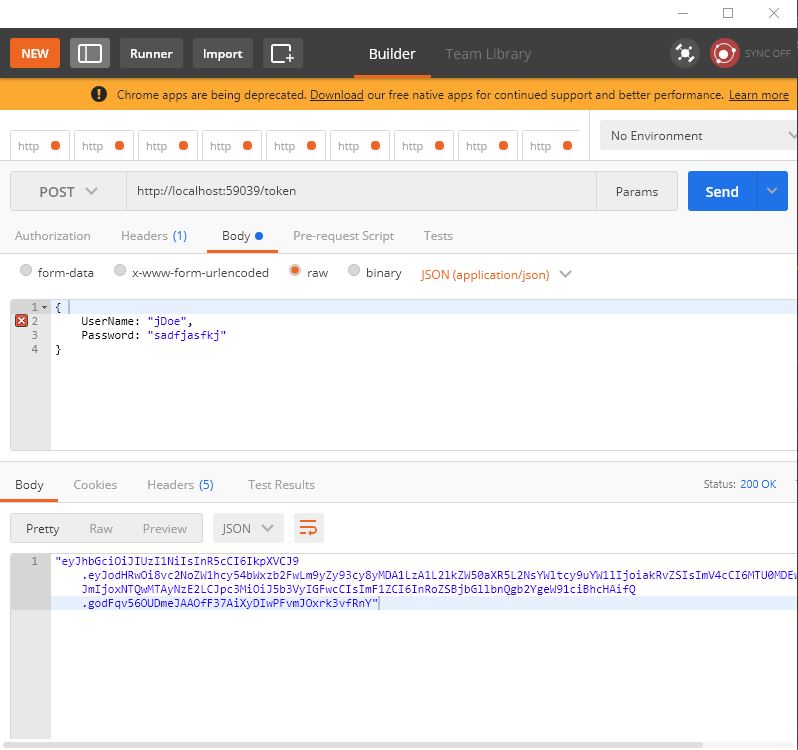 NEW Runner Import Builder Team Library SYNC OFF
Chrome apps are being deprecated. Download our free native apps for continued support and better performance. Learn more
http http http http http http http http http No Environment
POST http://localhost:59039/token Params Send
Authorization Headers (1) Body Pre-request Script Tests
form-data x-www-form-urlencoded raw binary JSON (application/json)
1 {
2 UserName: "jDoe",
3 Password: "sadfjasfkj"
4 }
Body Cookies Headers (5) Test Results Status: 200 OK
Pretty Raw Preview JSON
1 "eyJhbGciOiJIUzI1NiIsInR5cCI6IkpXVCJ9
.eyJodHRwOi8vc2NoZW1hcy54bWxzb2FwLm9yZy93cy8yMDA1LzA1L2lkZW50aXR5L2NsYWltcy9uYW1lIjoiakRvZSIsImV4cCI6MTU0MDEw
JmIjoxNTQwMTAyNzE2LCJpc3MiOiJ5b3VyIGFwcCIsImF1ZCI6InRoZSBjbGllbnQgb2YgeW91ciBhcHAifQ
.godFqv56OUDmeJAAOfF37AiXyDIwPFvmJOxrk3vfRnY"